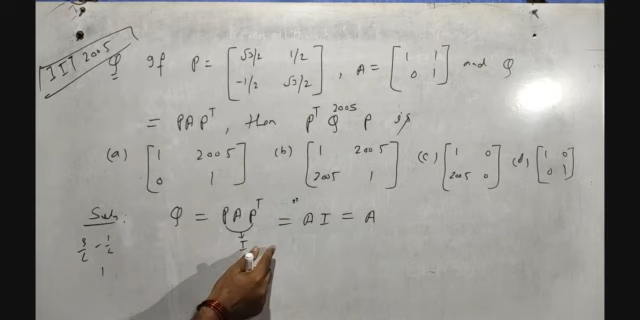 IIT 2005
Q If P = [ √3/2 1/2 -1/2 √3/2 ], A = [ 1 1 0 1 ] and Q
= PAP^T, then P^T Q^2005 P is
(a) [ 1 2005 0 1 ] (b) [ 1 2005 2005 1 ] (c) [ 1 0 2005 0 ] (d) [ 1 0 0 1 ]
Q = PAP^T = AI = A
I
3/2 - 1/2
1